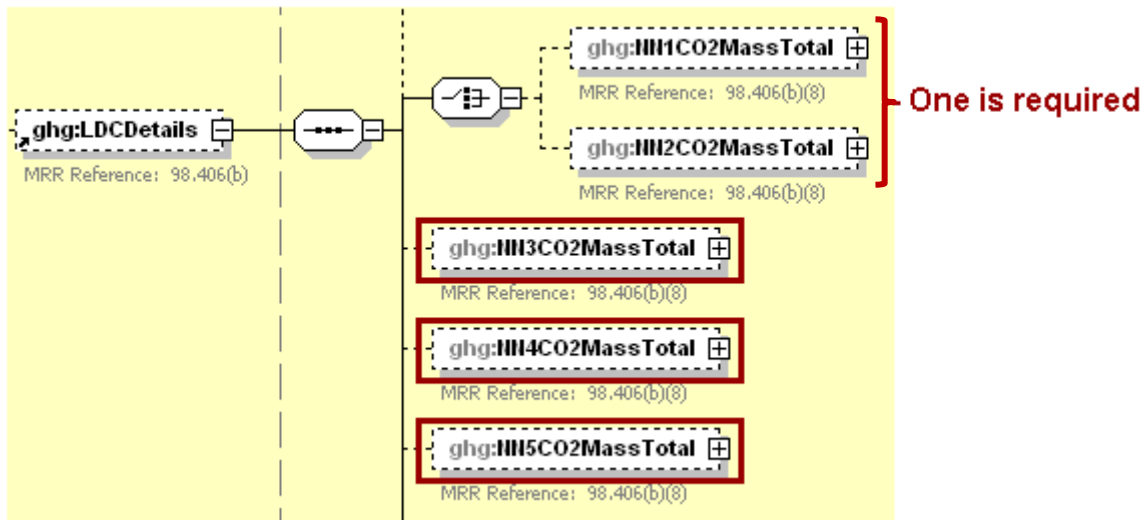 ghg:NN1CO2MassTotal
MRR Reference: 98.406(b)(8)
One is required
ghg:LDCDetails
MRR Reference: 98.406(b)
ghg:NN2CO2MassTotal
MRR Reference: 98.406(b)(8)
ghg:NN3CO2MassTotal
MRR Reference: 98.406(b)(8)
ghg:NN4CO2MassTotal
MRR Reference: 98.406(b)(8)
ghg:NN5CO2MassTotal
MRR Reference: 98.406(b)(8)